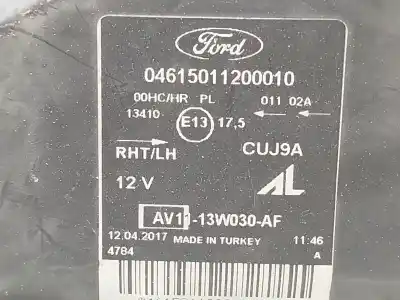 Ford
04615011200010
00HC/HR PL 011 02A
13410 E13 17,5
RHT/LH CUJ9A
12 V AL
AV11-13W030-AF
12.04.2017 MADE IN TURKEY 11:46
4784 A